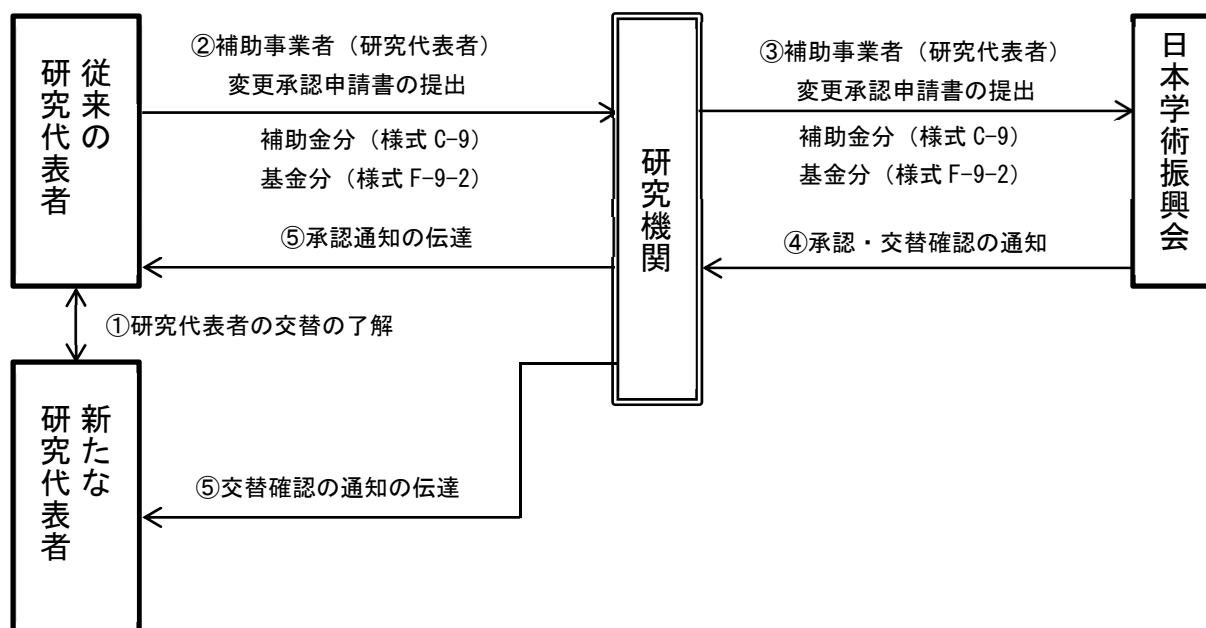 従来の
研究代表者
②補助事業者（研究代表者）
変更承認申請書の提出
補助金分（様式 C-9）
基金分（様式 F-9-2）
⑤承認通知の伝達
研究機関
③補助事業者（研究代表者）
変更承認申請書の提出
補助金分（様式 C-9）
基金分（様式 F-9-2）
④承認・交替確認の通知
日本学術振興会
①研究代表者の交替の了解
新たな
研究代表者
⑤交替確認の通知の伝達